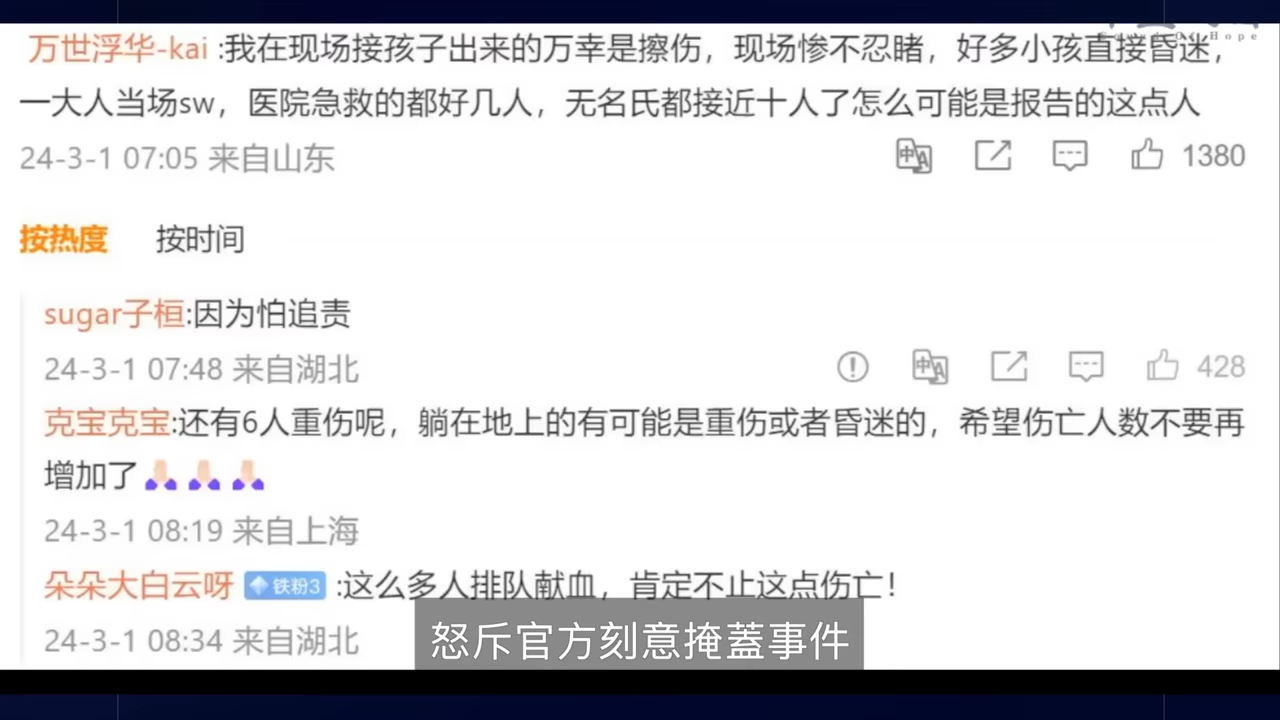 Sound Of Hope
万世浮华-kai :我在现场接孩子出来的万幸是擦伤，现场惨不忍睹，好多小孩直接昏迷，
一大人当场sw，医院急救的都好几人，无名氏都接近十人了怎么可能是报告的这点人
24-3-1 07:05 来自山东
1380
按热度 按时间
sugar子桓:因为怕追责
24-3-1 07:48 来自湖北
428
克宝克宝:还有6人重伤呢，躺在地上的有可能是重伤或者昏迷的，希望伤亡人数不要再
增加了
24-3-1 08:19 来自上海
朵朵大白云呀 铁粉3 :这么多人排队献血，肯定不止这点伤亡！
24-3-1 08:34 来自湖北
怒斥官方刻意掩蓋事件